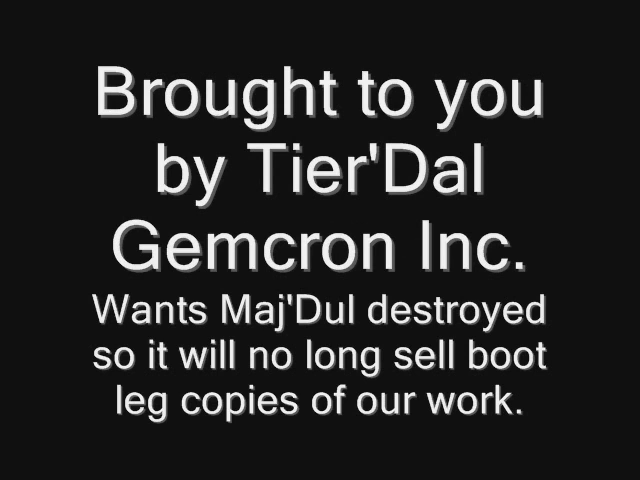 Brought to you
by Tier'Dal
Gemcron Inc.
Wants Maj'Dul destroyed
so it will no long sell boot
leg copies of our work.